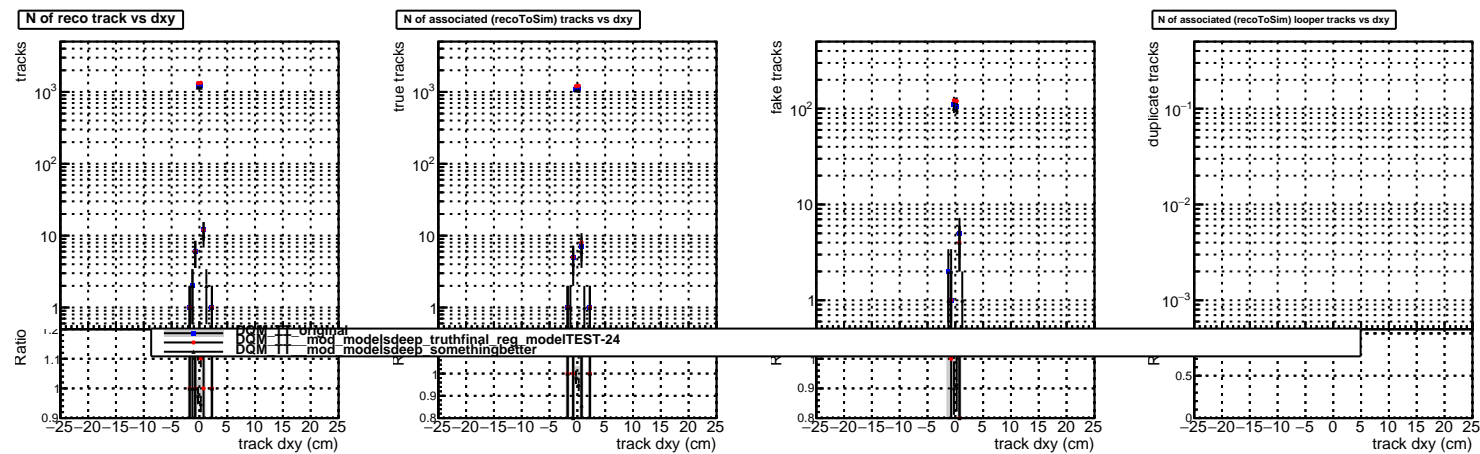 N of reco track vs dxy
N of associated (recoToSim) tracks vs dxy
N of associated (recoToSim) looper tracks vs dxy
tracks
10³
10²
10
1
Ratio
1.2
1.1
1
0.9
−25−20−15−10 −5 0 5 10 15 20 25
track dxy (cm)
true tracks
10³
10²
10
1
1
0.9
0.8
−25−20−15−10 −5 0 5 10 15 20 25
track dxy (cm)
fake tracks
10²
10
1
0.9
0.8
−25−20−15−10 −5 0 5 10 15 20 25
track dxy (cm)
duplicate tracks
10⁻¹
10⁻²
10⁻³
0.5
0
−25−20−15−10 −5 0 5 10 15 20 25
track dxy (cm)
DQM_TT_original
DQM_TT__mod_modelsdeep_truthfinal_reg_modelTEST-24
DQM_TT__mod_modelsdeep_somethingbetter